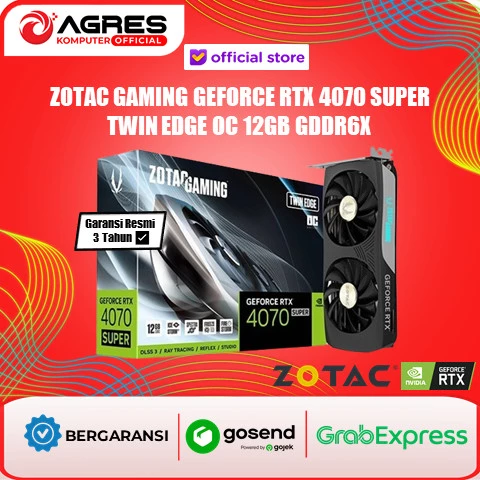 AGRES
KOMPUTER OFFICIAL
official store
ZOTAC GAMING GEFORCE RTX 4070 SUPER
TWIN EDGE OC 12GB GDDR6X
ZOTAC GAMING
TWIN EDGE
OC
Garansi Resmi
3 Tahun
GEFORCE RTX
4070
SUPER
12GB
DLSS 3 / RAY TRACING / REFLEX / STUDIO
GEFORCE RTX
4070
SUPER
NVIDIA
GEFORCE RTX
ZOTAC
NVIDIA
GEFORCE
RTX
BERGARANSI
gosend
Powered by gojek
GrabExpress